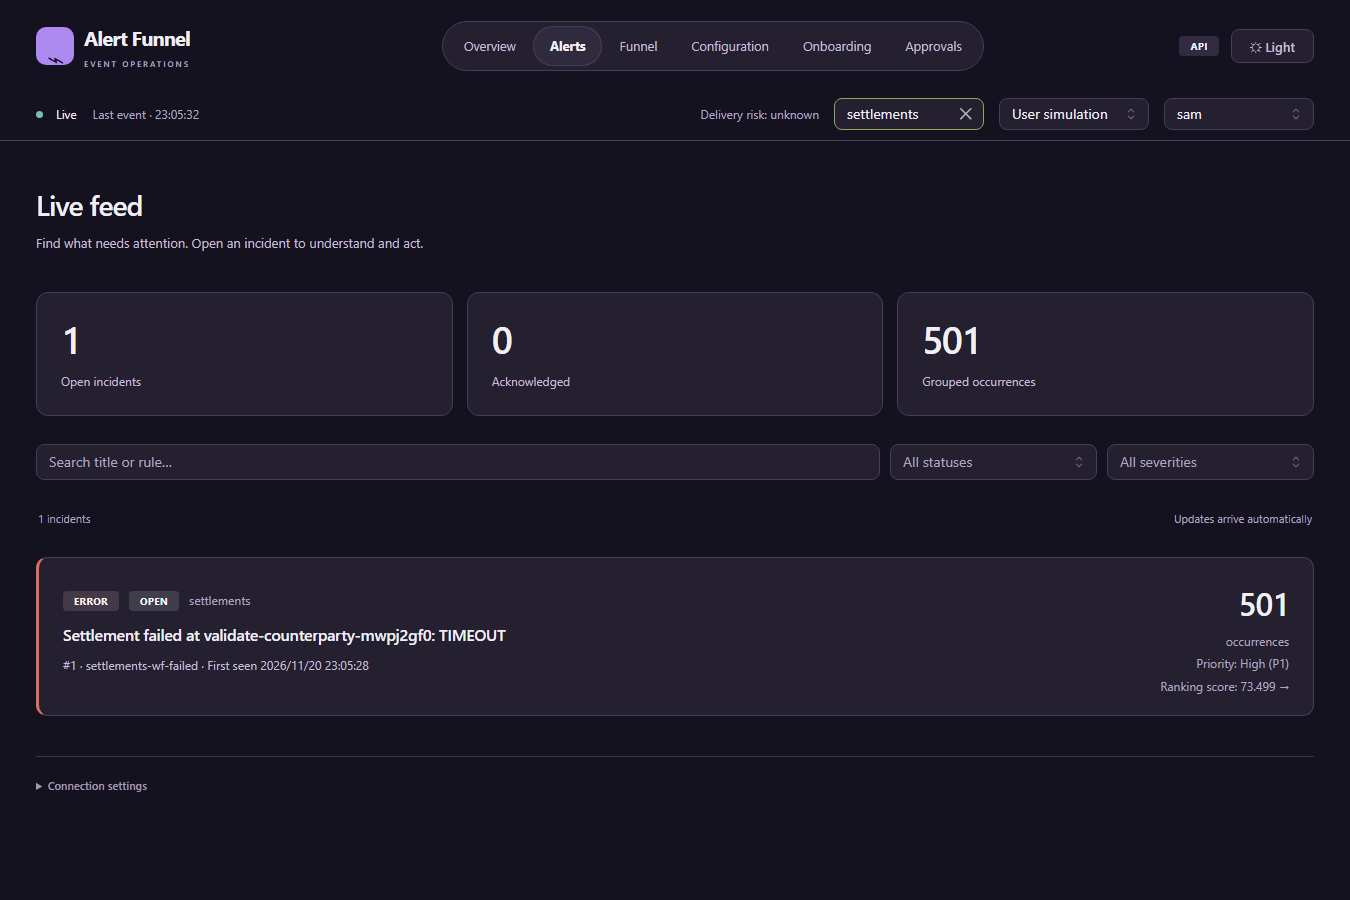 Alert Funnel
EVENT OPERATIONS
Overview
Alerts
Funnel
Configuration
Onboarding
Approvals
API
Light
Live
Last event · 23:05:32
Delivery risk: unknown
settlements
User simulation
sam
Live feed
Find what needs attention. Open an incident to understand and act.
1
Open incidents
0
Acknowledged
501
Grouped occurrences
Search title or rule...
All statuses
All severities
1 incidents
Updates arrive automatically
ERROR
OPEN
settlements
Settlement failed at validate-counterparty-mwpj2gf0: TIMEOUT
#1 · settlements-wf-failed · First seen 2026/11/20 23:05:28
501
occurrences
Priority: High (P1)
Ranking score: 73.499 →
Connection settings